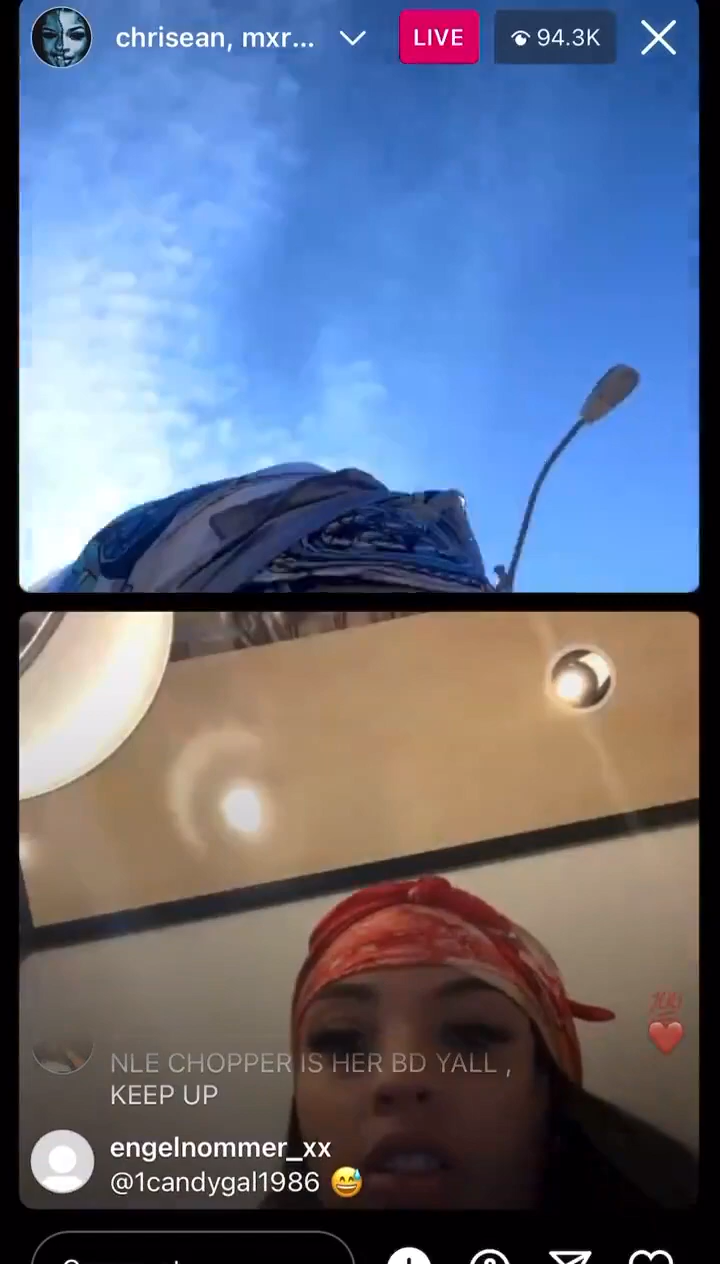 chrisean, mxr...
LIVE
94.3K
NLE CHOPPER IS HER BD YALL ,
KEEP UP
engelnommer_xx
@1candygal1986 😅